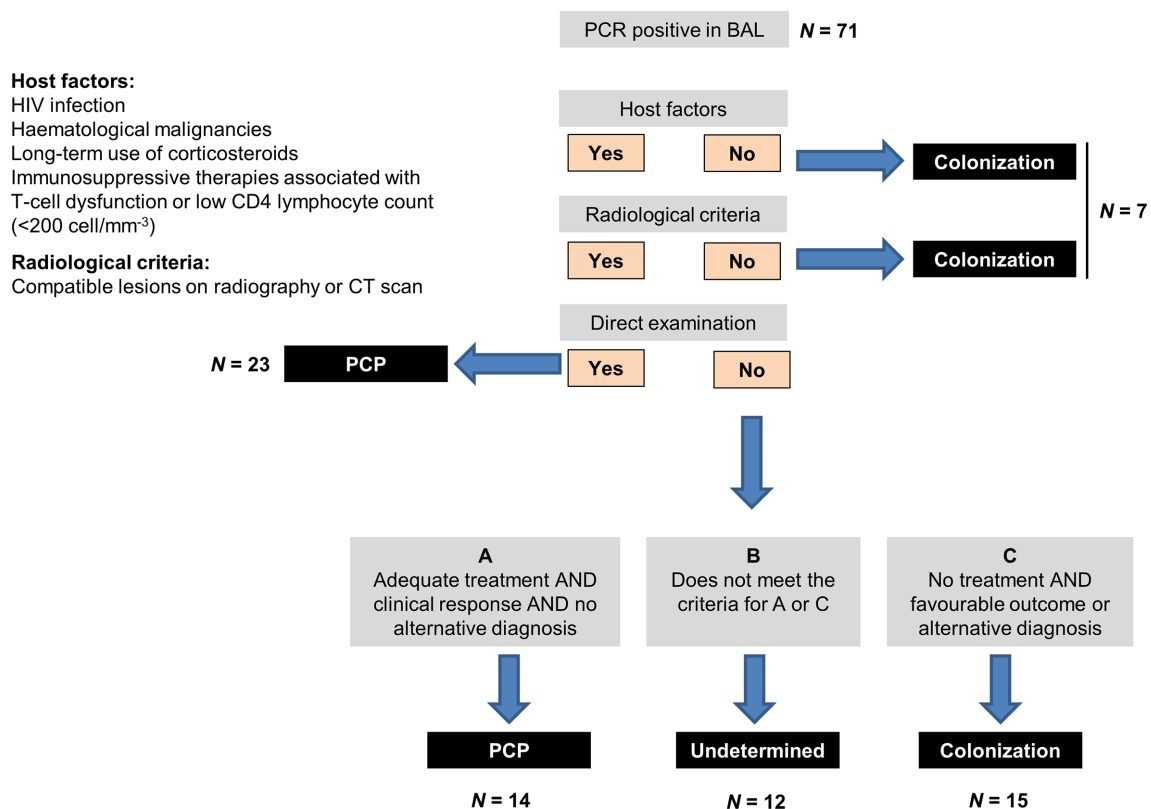 PCR positive in BAL
N = 71
Host factors:
HIV infection
Haematological malignancies
Long-term use of corticosteroids
Immunosuppressive therapies associated with
T-cell dysfunction or low CD4 lymphocyte count
(<200 cell/mm-3)
Radiological criteria:
Compatible lesions on radiography or CT scan
Host factors
Yes
No
Colonization
Radiological criteria
Yes
No
Colonization
N = 7
Direct examination
Yes
No
PCP
N = 23
A
Adequate treatment AND
clinical response AND no
alternative diagnosis
B
Does not meet the
criteria for A or C
C
No treatment AND
favourable outcome or
alternative diagnosis
PCP
Undetermined
Colonization
N = 14
N = 12
N = 15